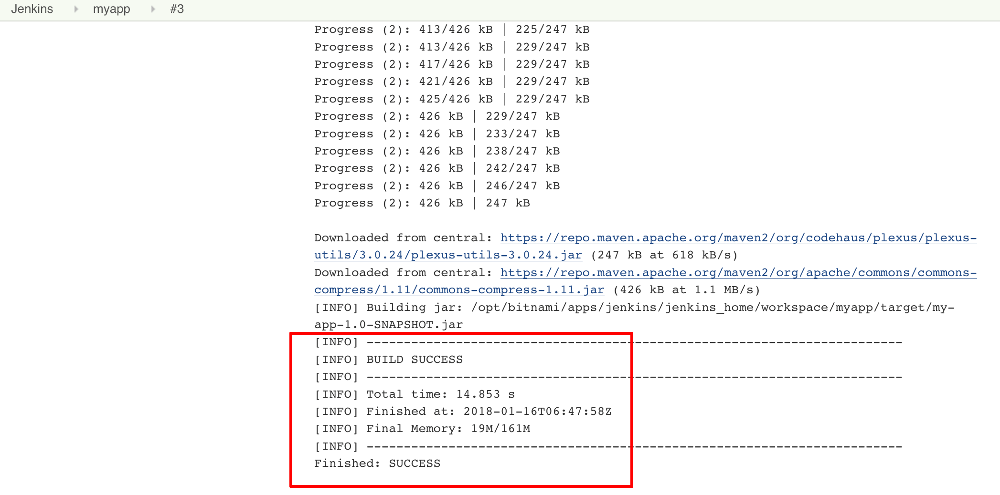 Jenkins myapp #3
Progress (2): 413/426 kB | 225/247 kB
Progress (2): 413/426 kB | 229/247 kB
Progress (2): 417/426 kB | 229/247 kB
Progress (2): 421/426 kB | 229/247 kB
Progress (2): 425/426 kB | 229/247 kB
Progress (2): 426 kB | 229/247 kB
Progress (2): 426 kB | 233/247 kB
Progress (2): 426 kB | 238/247 kB
Progress (2): 426 kB | 242/247 kB
Progress (2): 426 kB | 246/247 kB
Progress (2): 426 kB | 247 kB
Downloaded from central: https://repo.maven.apache.org/maven2/org/codehaus/plexus/plexus-
utils/3.0.24/plexus-utils-3.0.24.jar (247 kB at 618 kB/s)
Downloaded from central: https://repo.maven.apache.org/maven2/org/apache/commons/commons-
compress/1.11/commons-compress-1.11.jar (426 kB at 1.1 MB/s)
[INFO] Building jar: /opt/bitnami/apps/jenkins/jenkins_home/workspace/myapp/target/my-
app-1.0-SNAPSHOT.jar
[INFO] ------------------------------------------------------------------------
[INFO] BUILD SUCCESS
[INFO] ------------------------------------------------------------------------
[INFO] Total time: 14.853 s
[INFO] Finished at: 2018-01-16T06:47:58Z
[INFO] Final Memory: 19M/161M
[INFO] ------------------------------------------------------------------------
Finished: SUCCESS